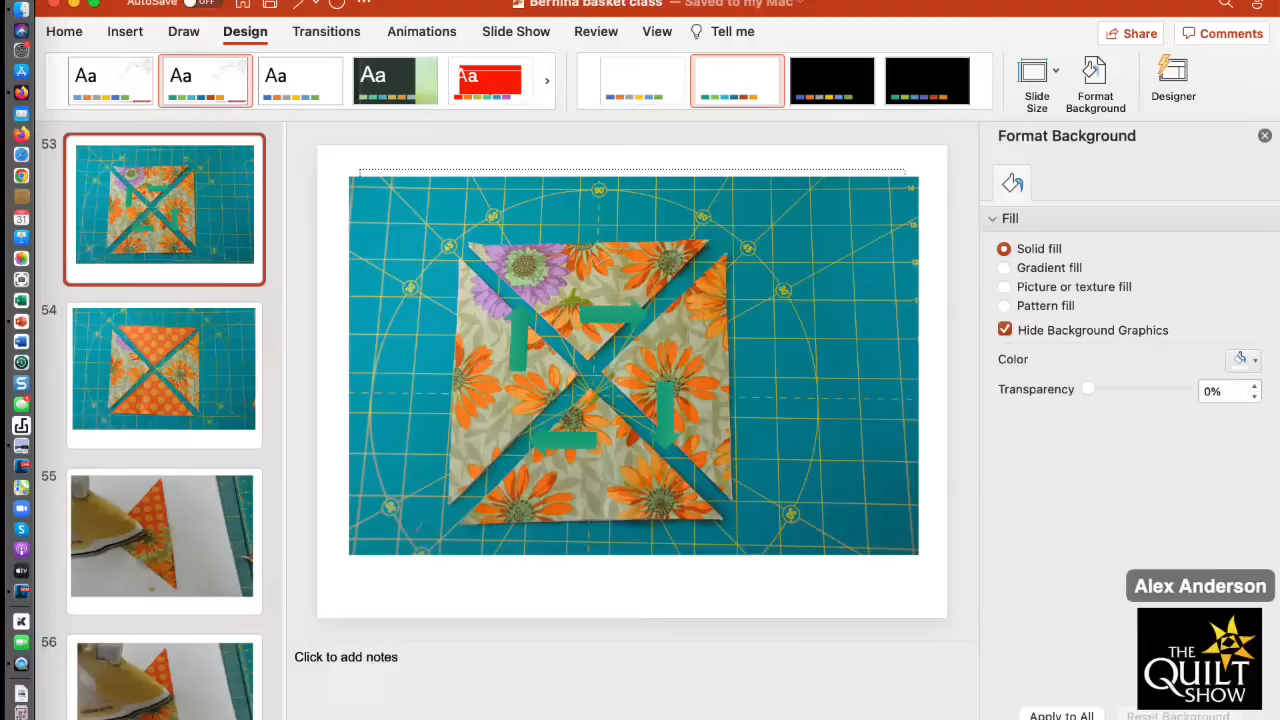 AutoSave OFF
Bernina basket class — Saved to my Mac
Home Insert Draw Design Transitions Animations Slide Show Review View Tell me
Share Comments
Aa Aa Aa Aa Aa
Slide Size
Format Background
Designer
53
54
55
56
31
Format Background
Fill
Solid fill
Gradient fill
Picture or texture fill
Pattern fill
Hide Background Graphics
Color
Transparency 0%
Click to add notes
Alex Anderson
THE
QUILT
SHOW
Apply to All Reset Background